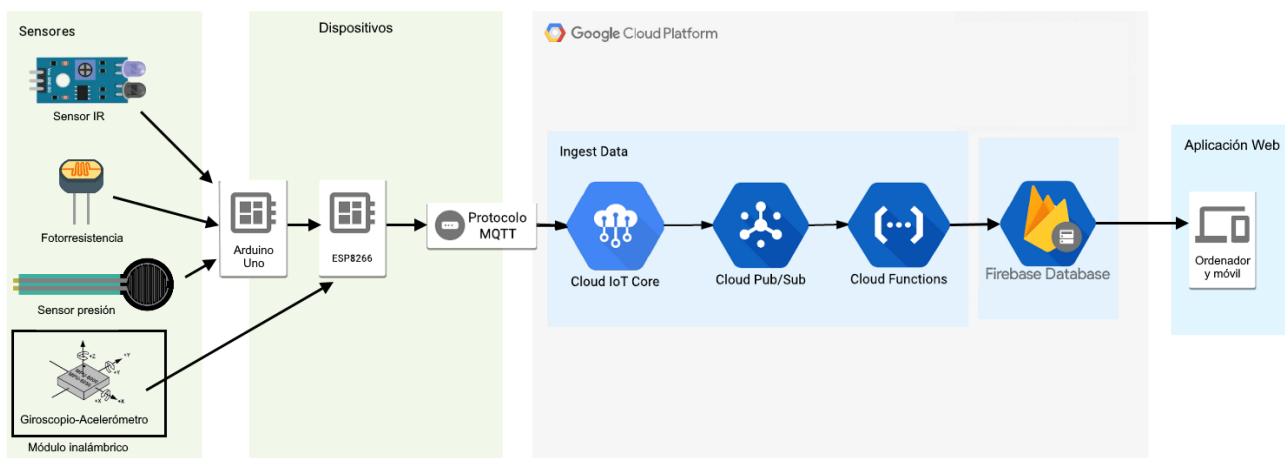 Sensores
Sensor IR
Fotorresistencia
Sensor presión
+Z
+Y
+Y
+X
+X
Giroscopio-Acelerómetro
Módulo inalámbrico
Dispositivos
Arduino
Uno
ESP8266
Protocolo
MQTT
Google Cloud Platform
Ingest Data
Cloud IoT Core
Cloud Pub/Sub
Cloud Functions
Firebase Database
Aplicación Web
Ordenador
y móvil